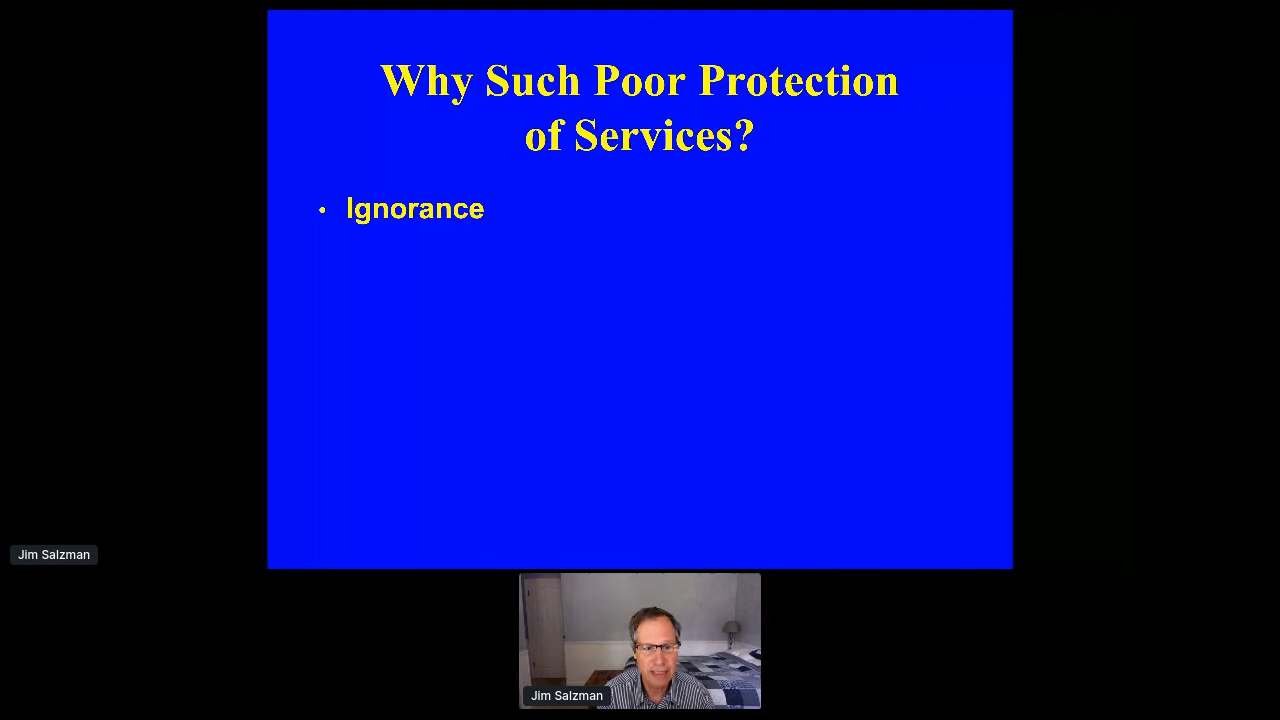 Why Such Poor Protection
of Services?
• Ignorance
Jim Salzman
Jim Salzman